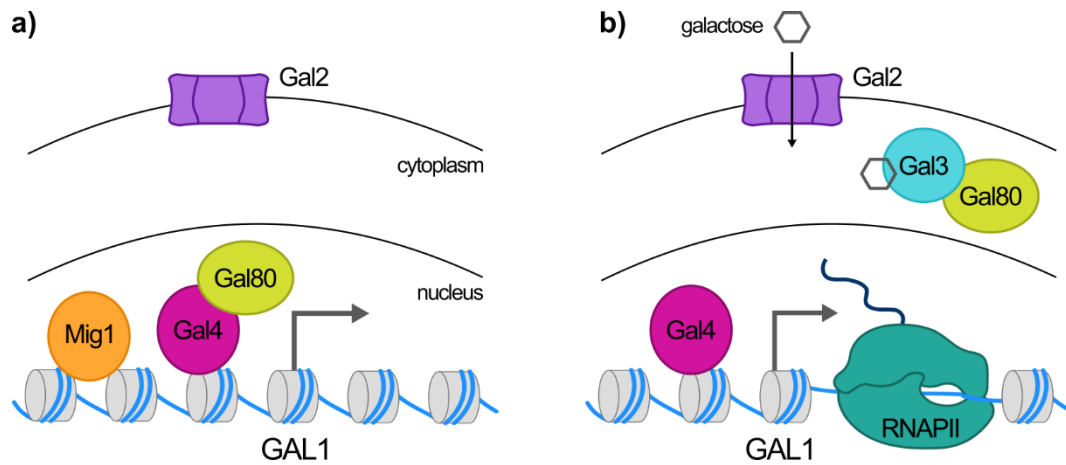 a)
Gal2
cytoplasm
Gal80
nucleus
Mig1
Gal4
GAL1
b)
galactose
Gal2
Gal3
Gal80
Gal4
RNAPII
GAL1